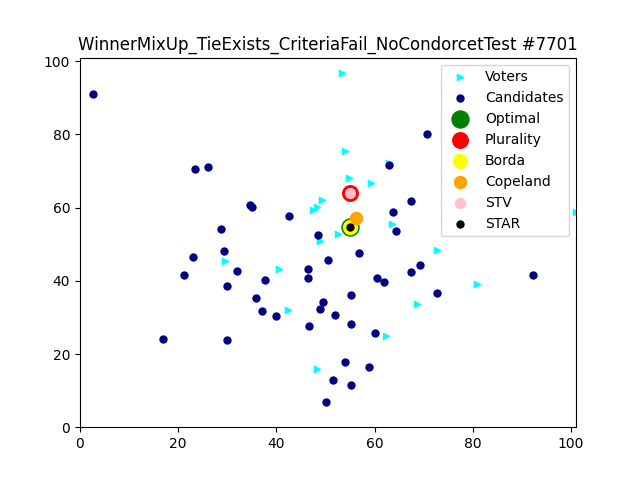 WinnerMixUp_TieExists_CriteriaFail_NoCondorcetTest #7701
100
80
60
40
20
0
0 20 40 60 80 100
Voters
Candidates
Optimal
Plurality
Borda
Copeland
STV
STAR